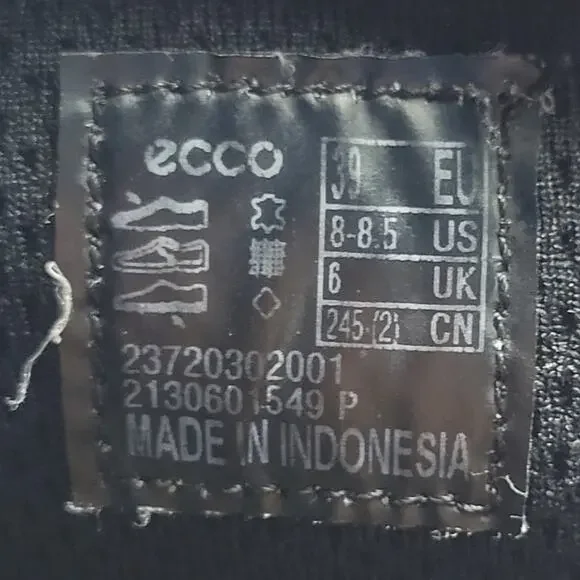 ecco
39 EU
8-8.5 US
6 UK
245 (2) CN
23720302001
2130601549 P
MADE IN INDONESIA